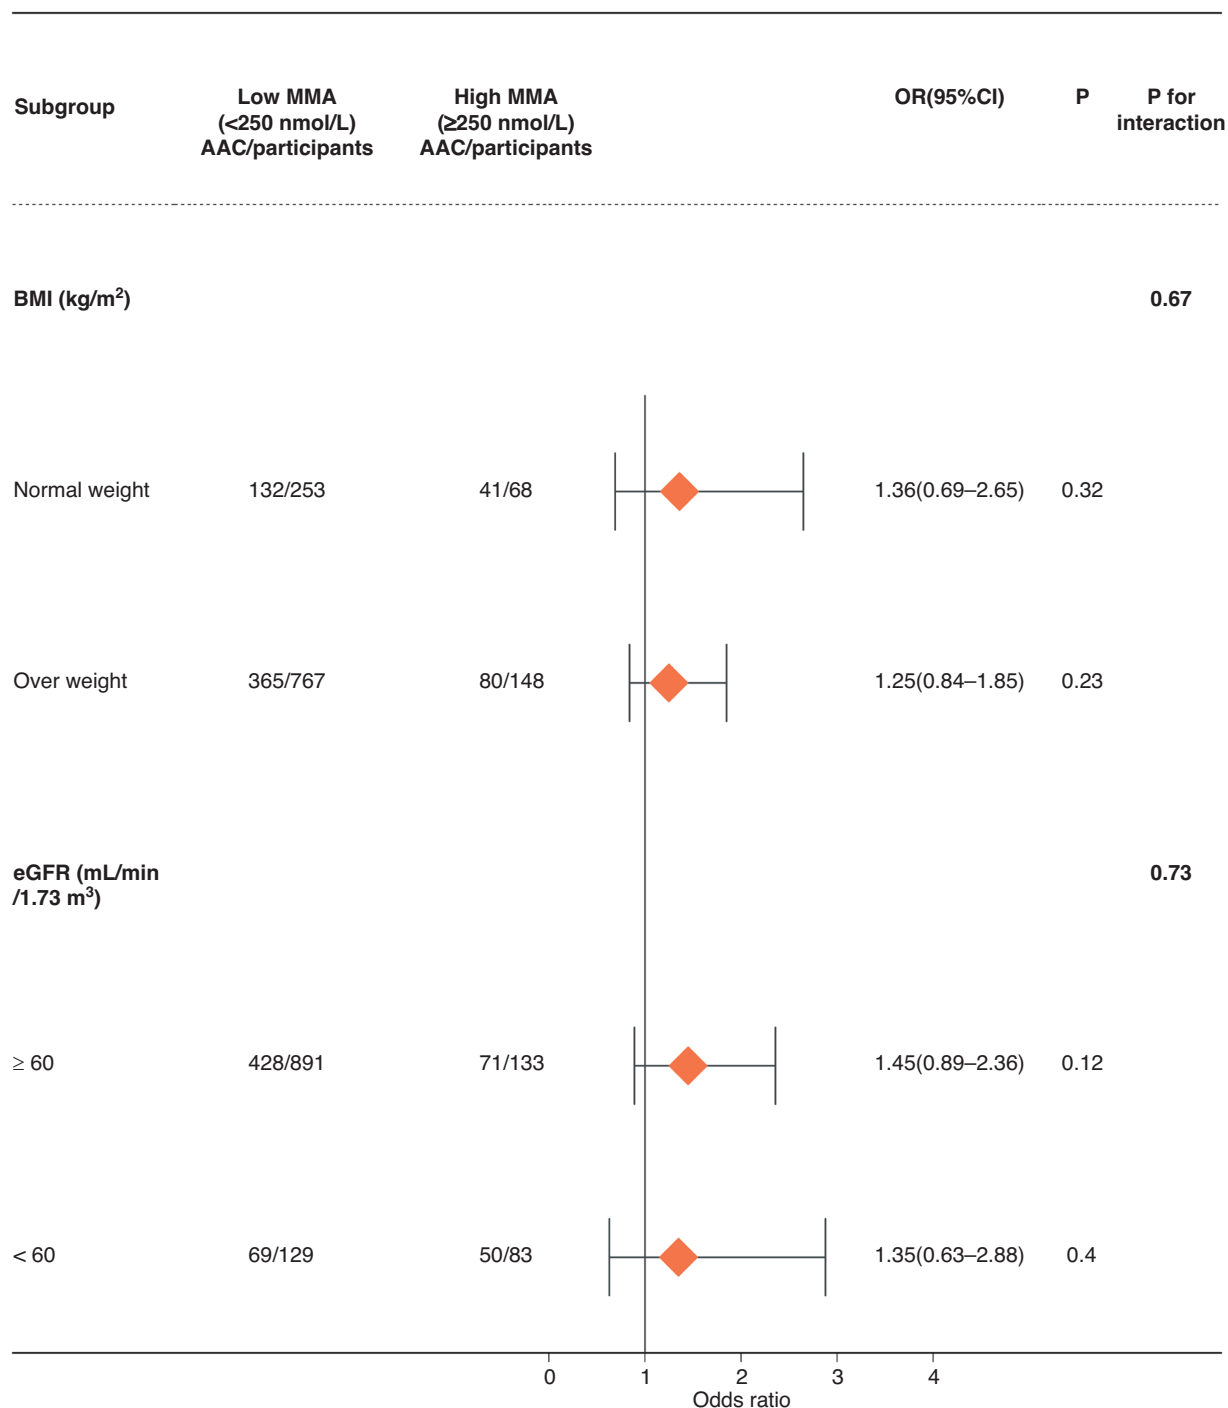 Subgroup
Low MMA
(<250 nmol/L)
AAC/participants
High MMA
(≥250 nmol/L)
AAC/participants
OR(95%CI)
P
P for
interaction
BMI (kg/m²)
0.67
Normal weight 132/253 41/68 1.36(0.69–2.65) 0.32
Over weight 365/767 80/148 1.25(0.84–1.85) 0.23
eGFR (mL/min
/1.73 m³)
0.73
≥ 60 428/891 71/133 1.45(0.89–2.36) 0.12
< 60 69/129 50/83 1.35(0.63–2.88) 0.4
0 1 2 3 4
Odds ratio